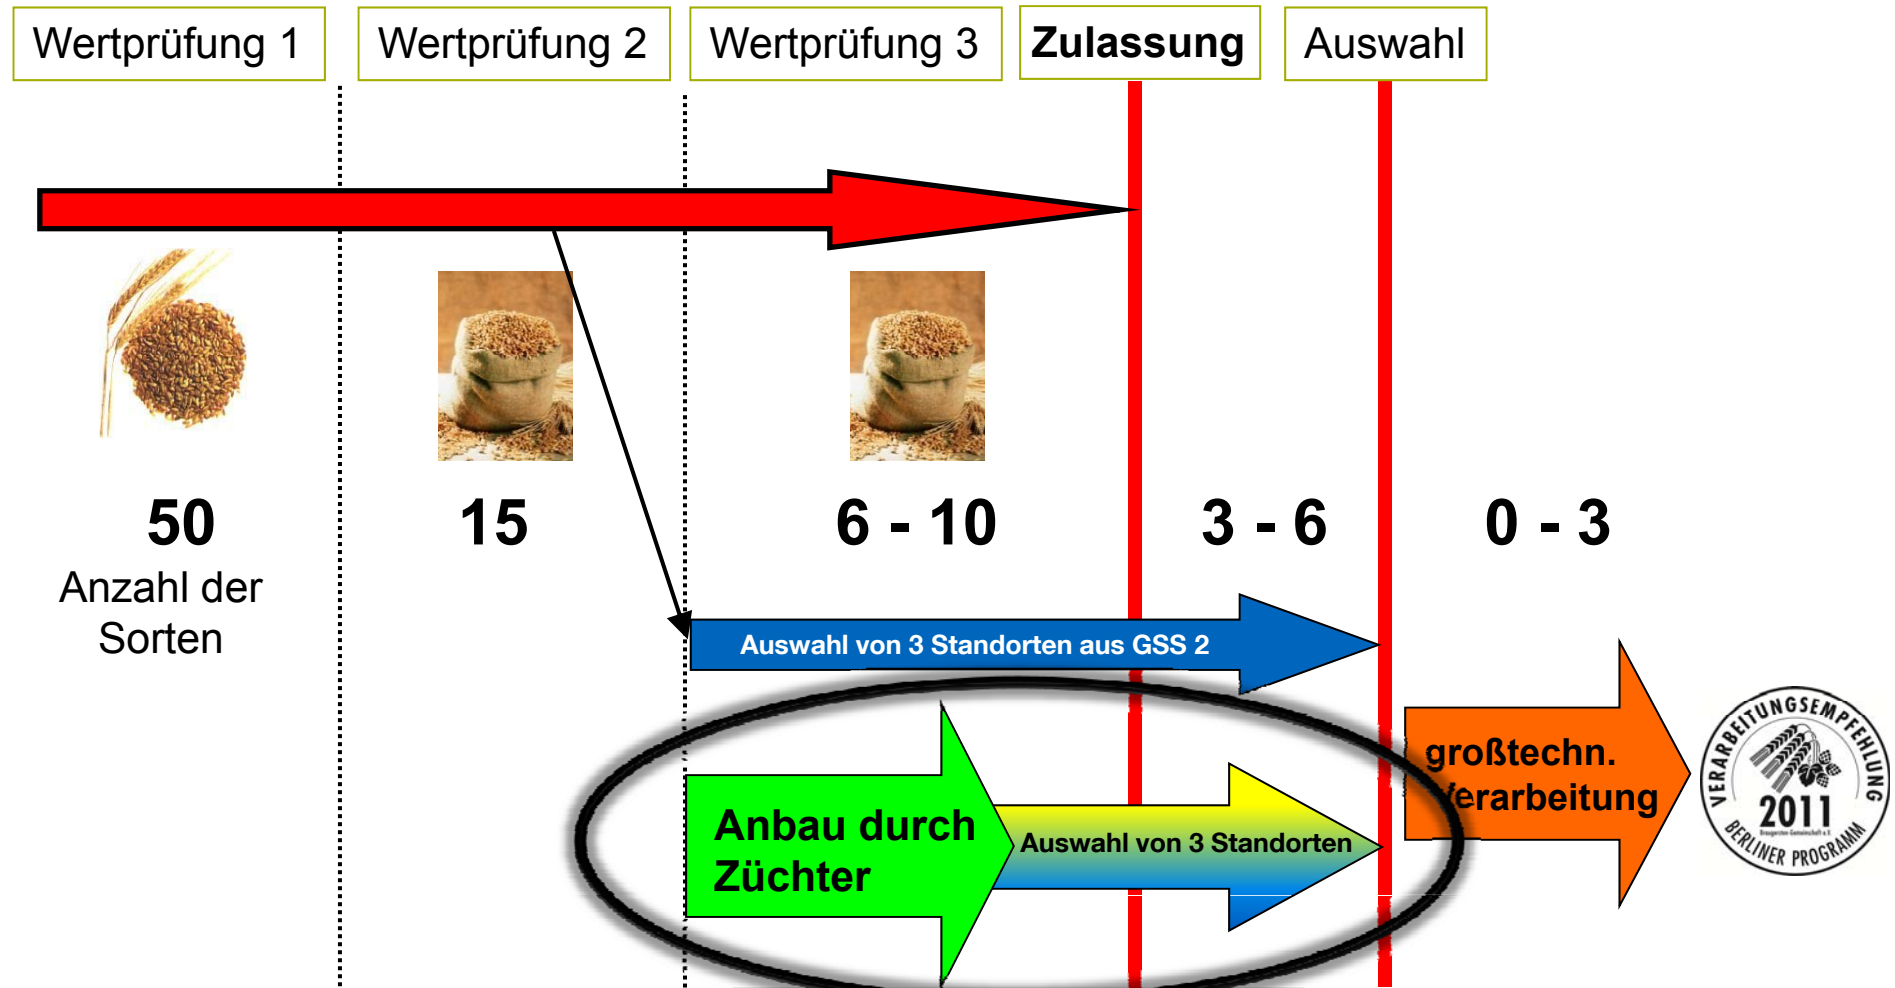 Wertprüfung 1
Wertprüfung 2
Wertprüfung 3
Zulassung
Auswahl
50
15
6 - 10
3 - 6
0 - 3
Anzahl der
Sorten
Auswahl von 3 Standorten aus GSS 2
Anbau durch
Züchter
Auswahl von 3 Standorten
großtechn.
Verarbeitung
VERARBEITUNGSEMPFEHLUNG
2011
Braugersten-Gemeinschaft e.V.
BERLINER PROGRAMM